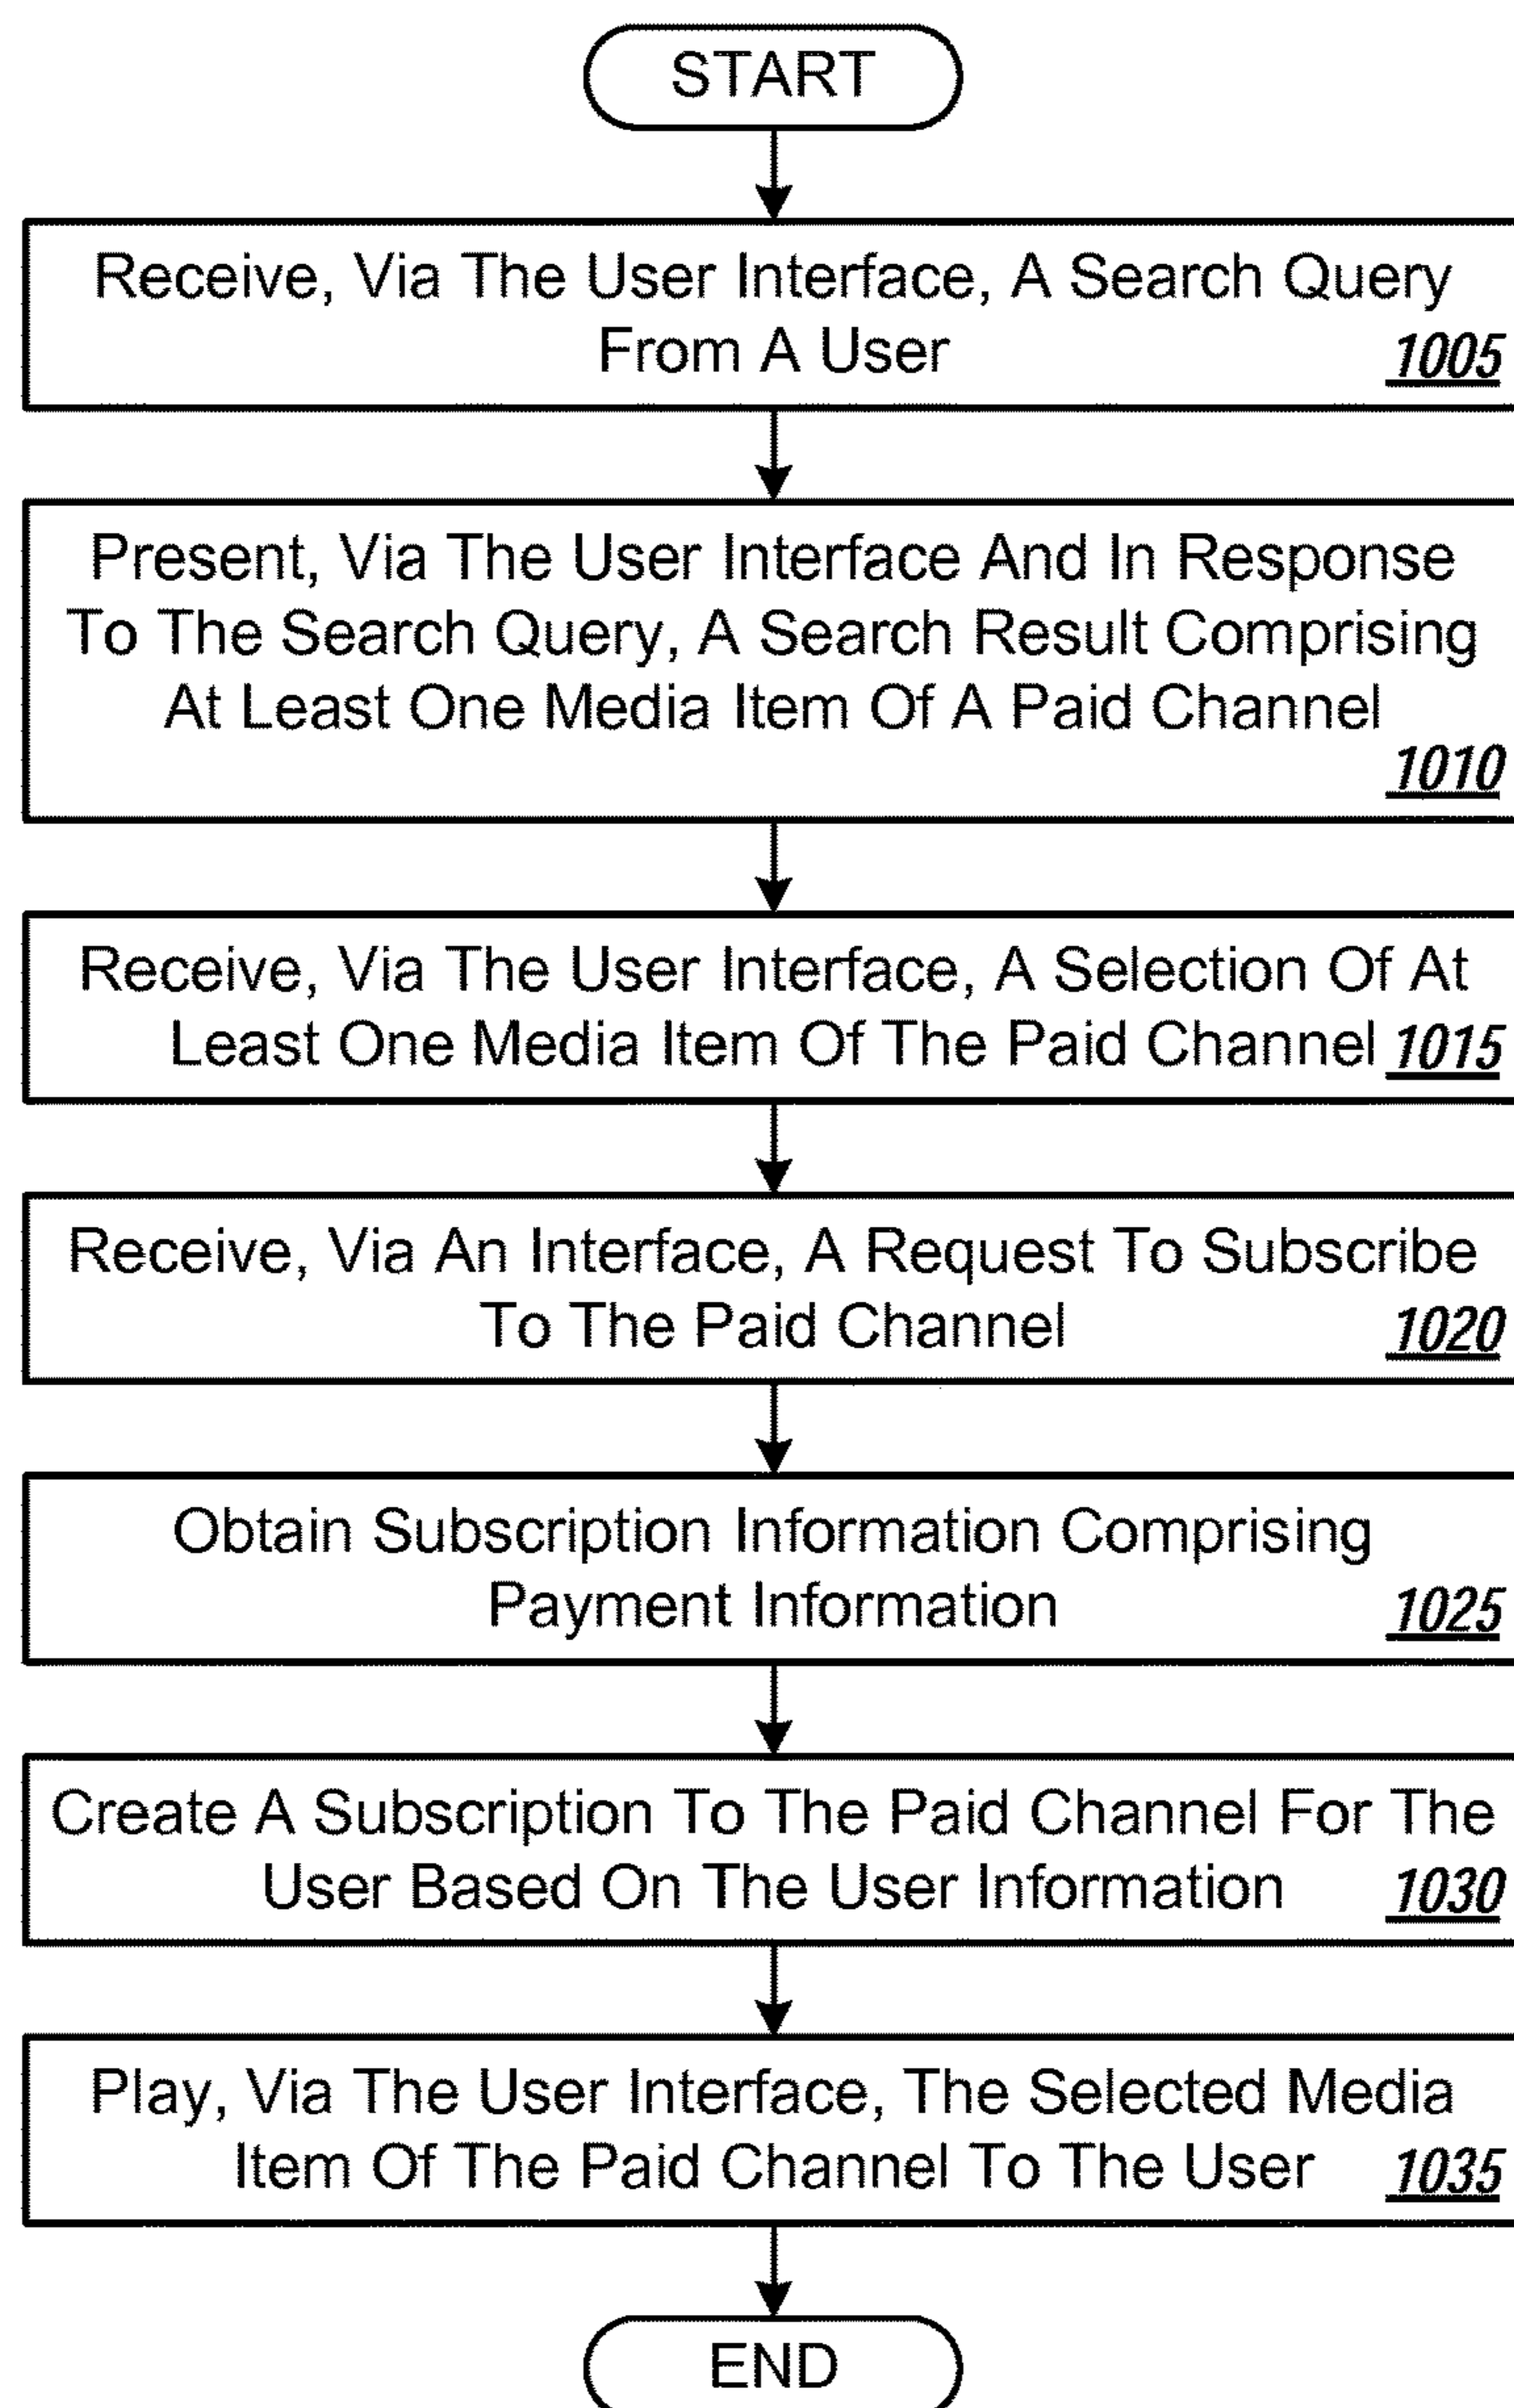 START
Receive, Via The User Interface, A Search Query
From A User
1005
Present, Via The User Interface And In Response
To The Search Query, A Search Result Comprising
At Least One Media Item Of A Paid Channel
1010
Receive, Via The User Interface, A Selection Of At
Least One Media Item Of The Paid Channel 1015
Receive, Via An Interface, A Request To Subscribe
To The Paid Channel
1020
Obtain Subscription Information Comprising
Payment Information
1025
Create A Subscription To The Paid Channel For The
User Based On The User Information
1030
Play, Via The User Interface, The Selected Media
Item Of The Paid Channel To The User
1035
END